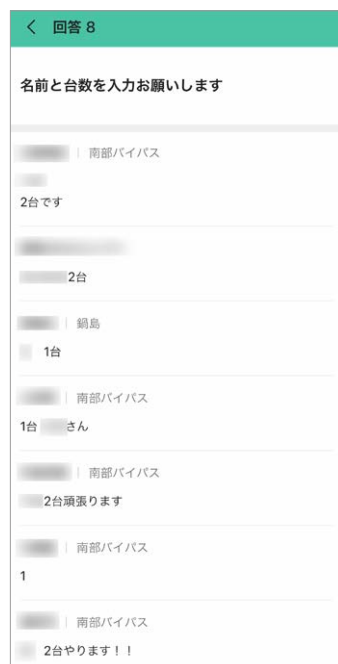 回答 8
名前と台数を入力お願いします
南部バイパス
2台です
2台
鍋島
1台
南部バイパス
1台 さん
南部バイパス
2台頑張ります
南部バイパス
1
南部バイパス
2台やります！！